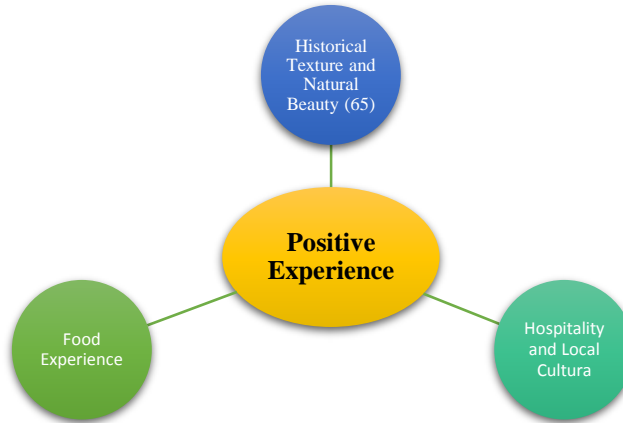 Historical
Texture and
Natural
Beauty (65)
Positive
Experience
Food
Experience
Hospitality
and Local
Cultura